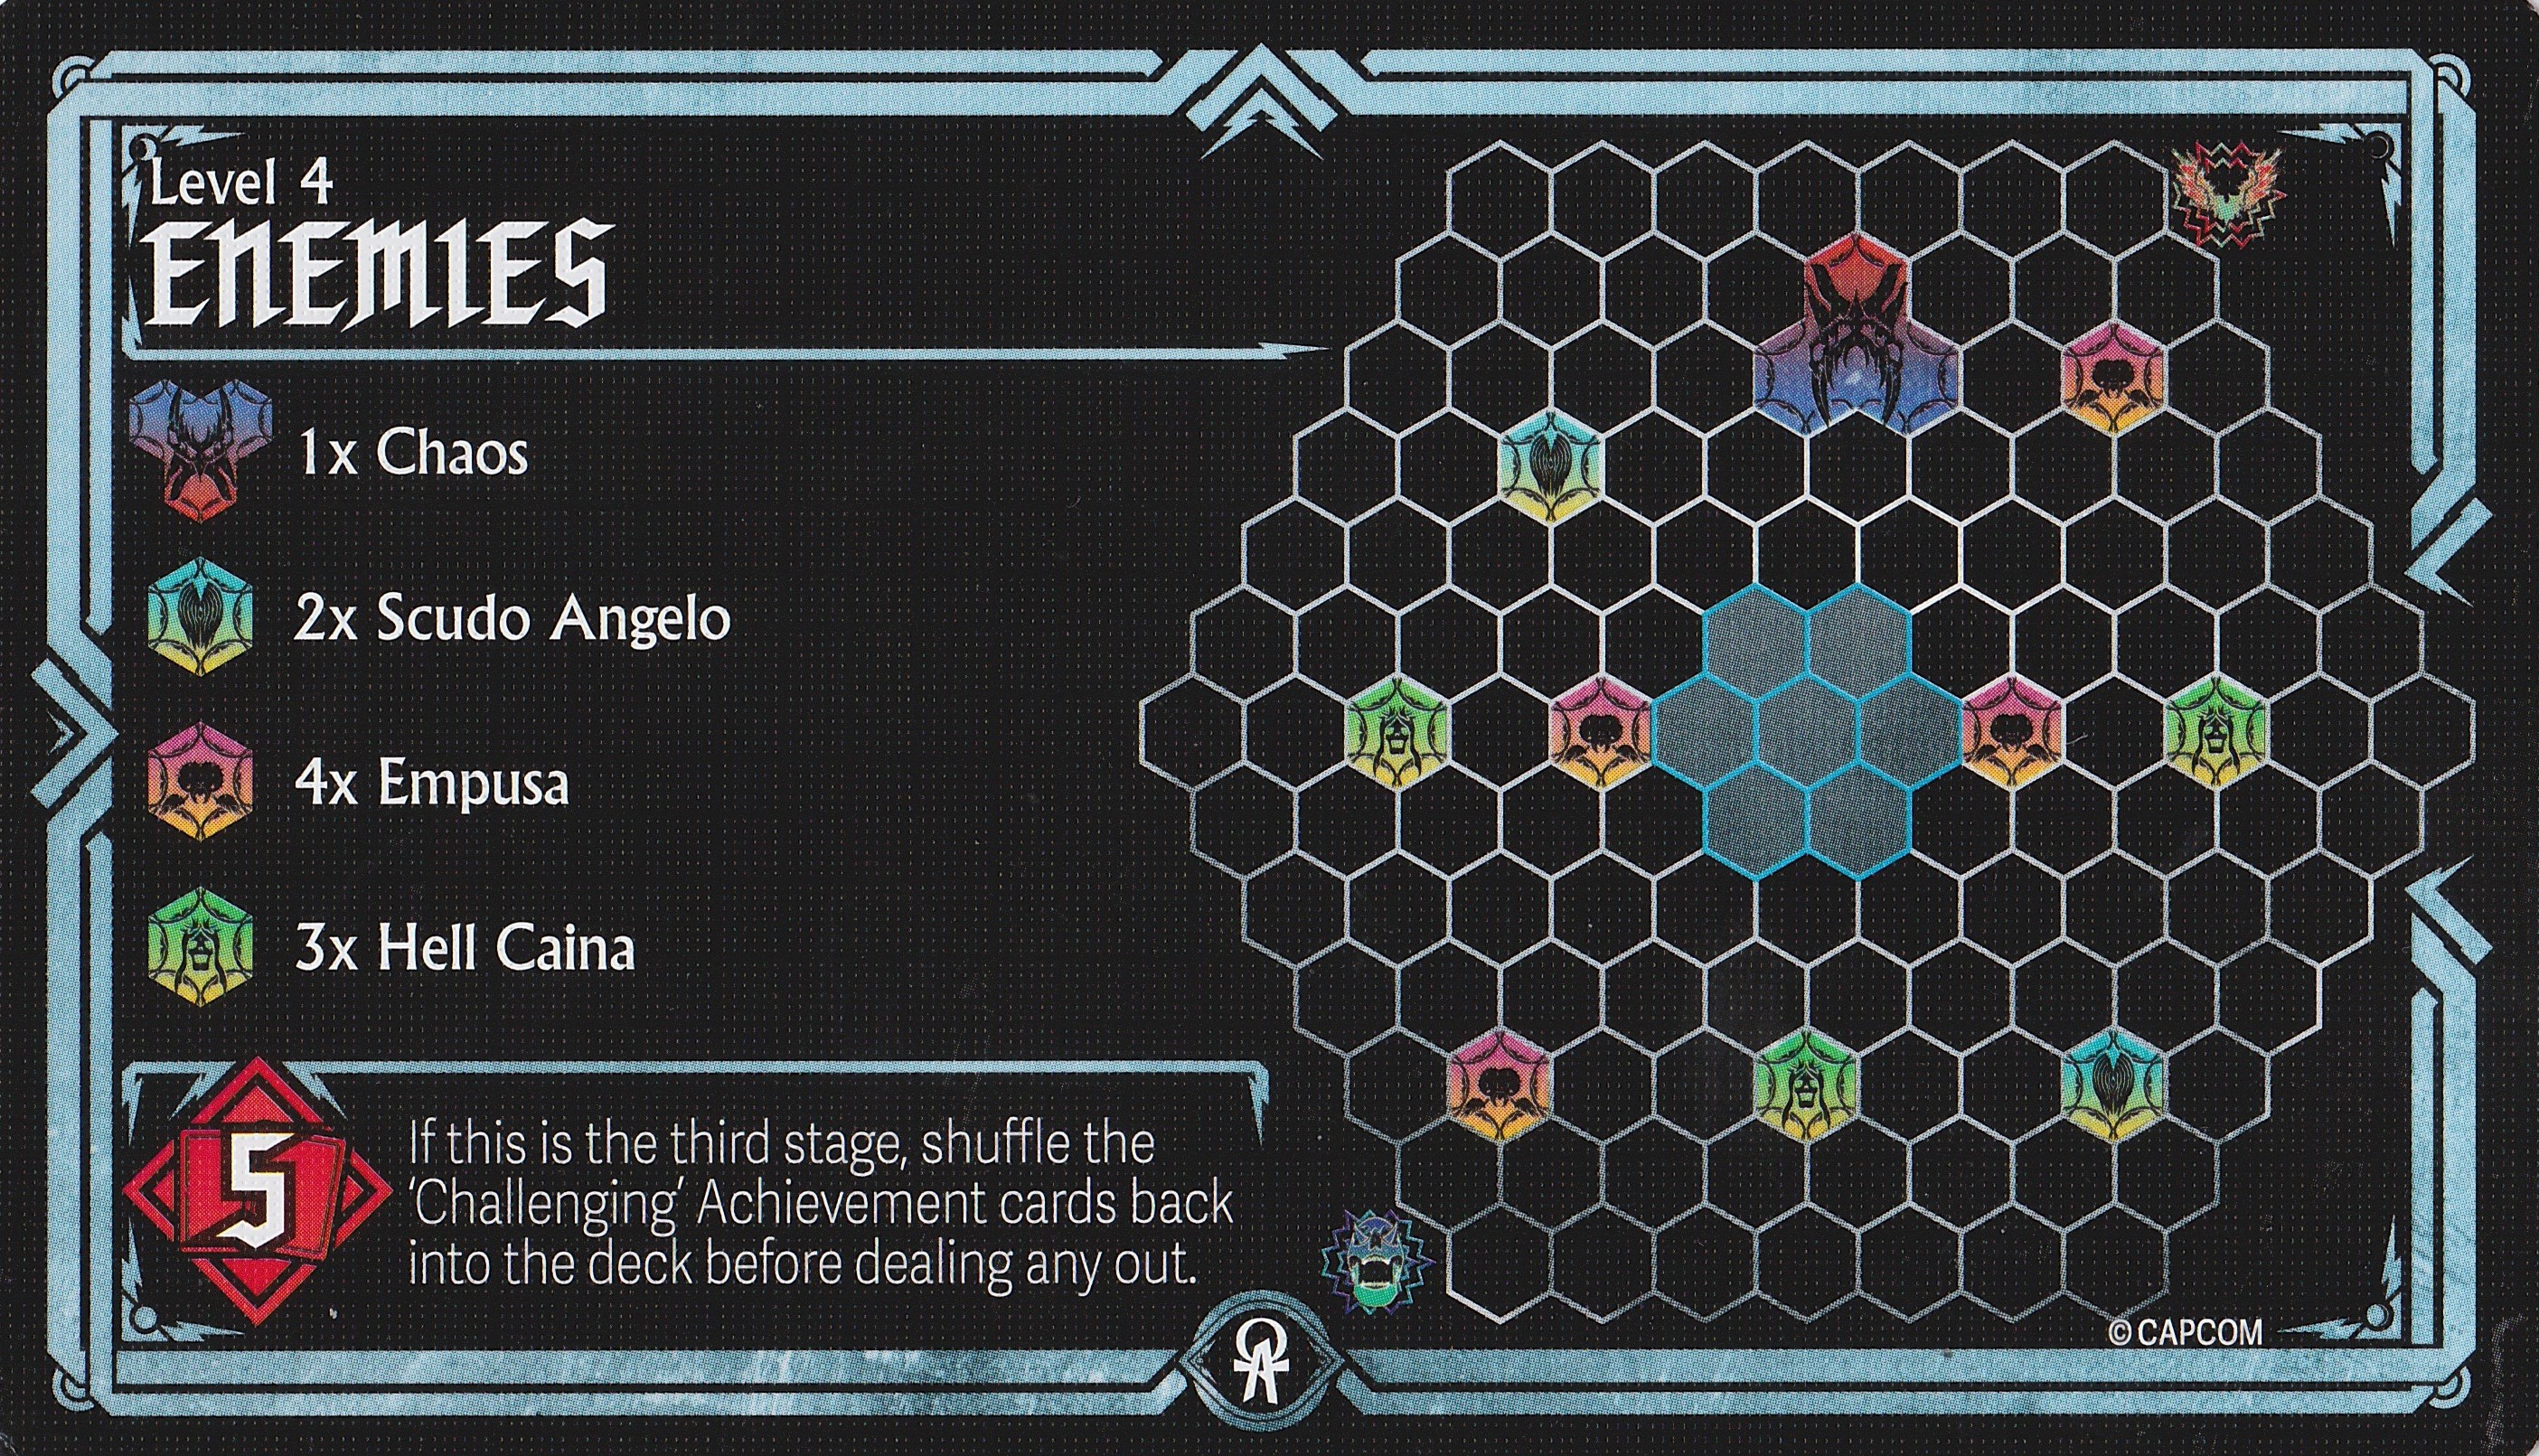 Level 4
ENEMIES
1x Chaos
2x Scudo Angelo
4x Empusa
3x Hell Caina
5
If this is the third stage, shuffle the
‘Challenging’ Achievement cards back
into the deck before dealing any out.
© CAPCOM